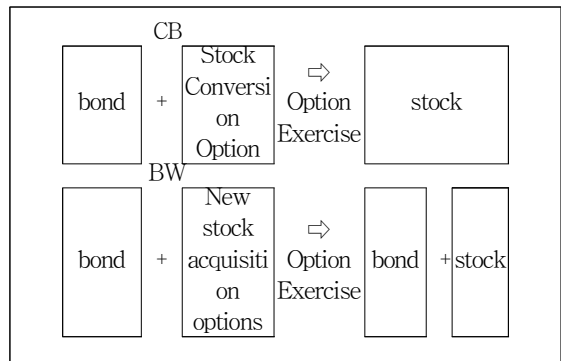 CB
bond
+
Stock
Conversi
on
Option
⇨
Option
Exercise
stock
BW
bond
+
New
stock
acquisiti
on
options
⇨
Option
Exercise
bond
+
stock